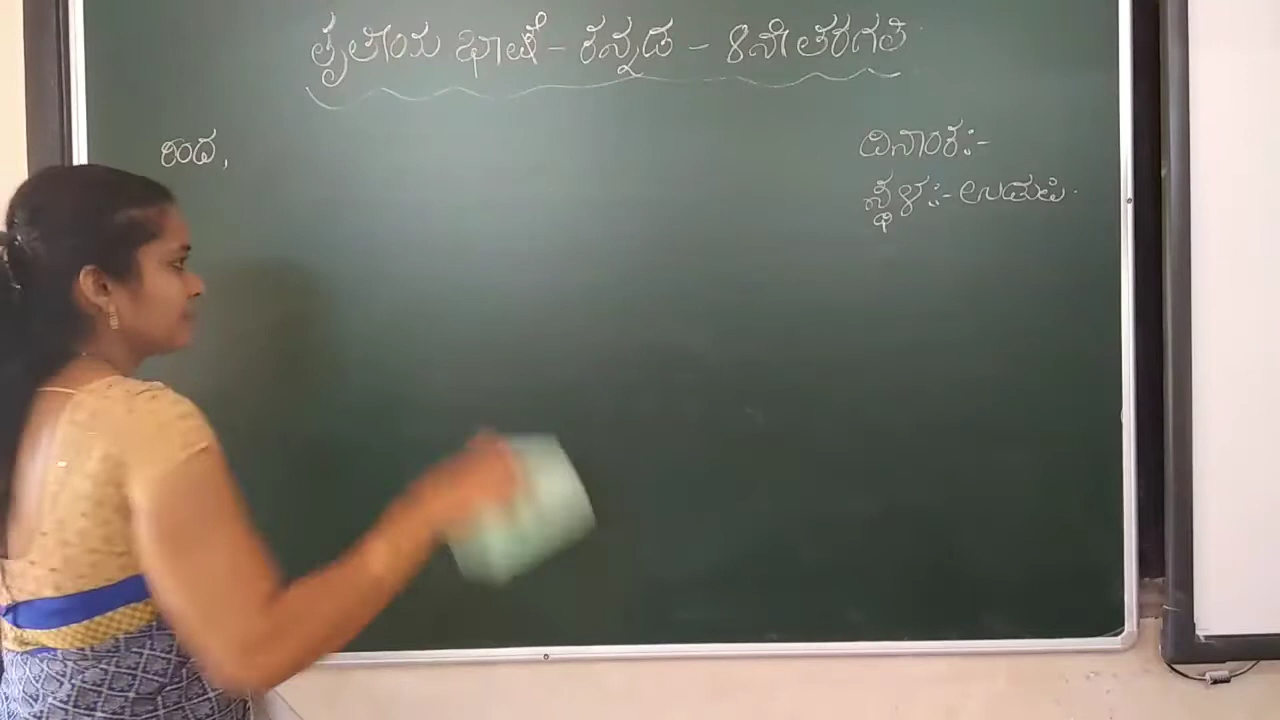 ತೃತೀಯ ಭಾಷೆ - ಕನ್ನಡ - 8ನೇ ತರಗತಿ
ರಿಂದ,
ದಿನಾಂಕ:-
ಸ್ಥಳ:- ಉಡುಪಿ.